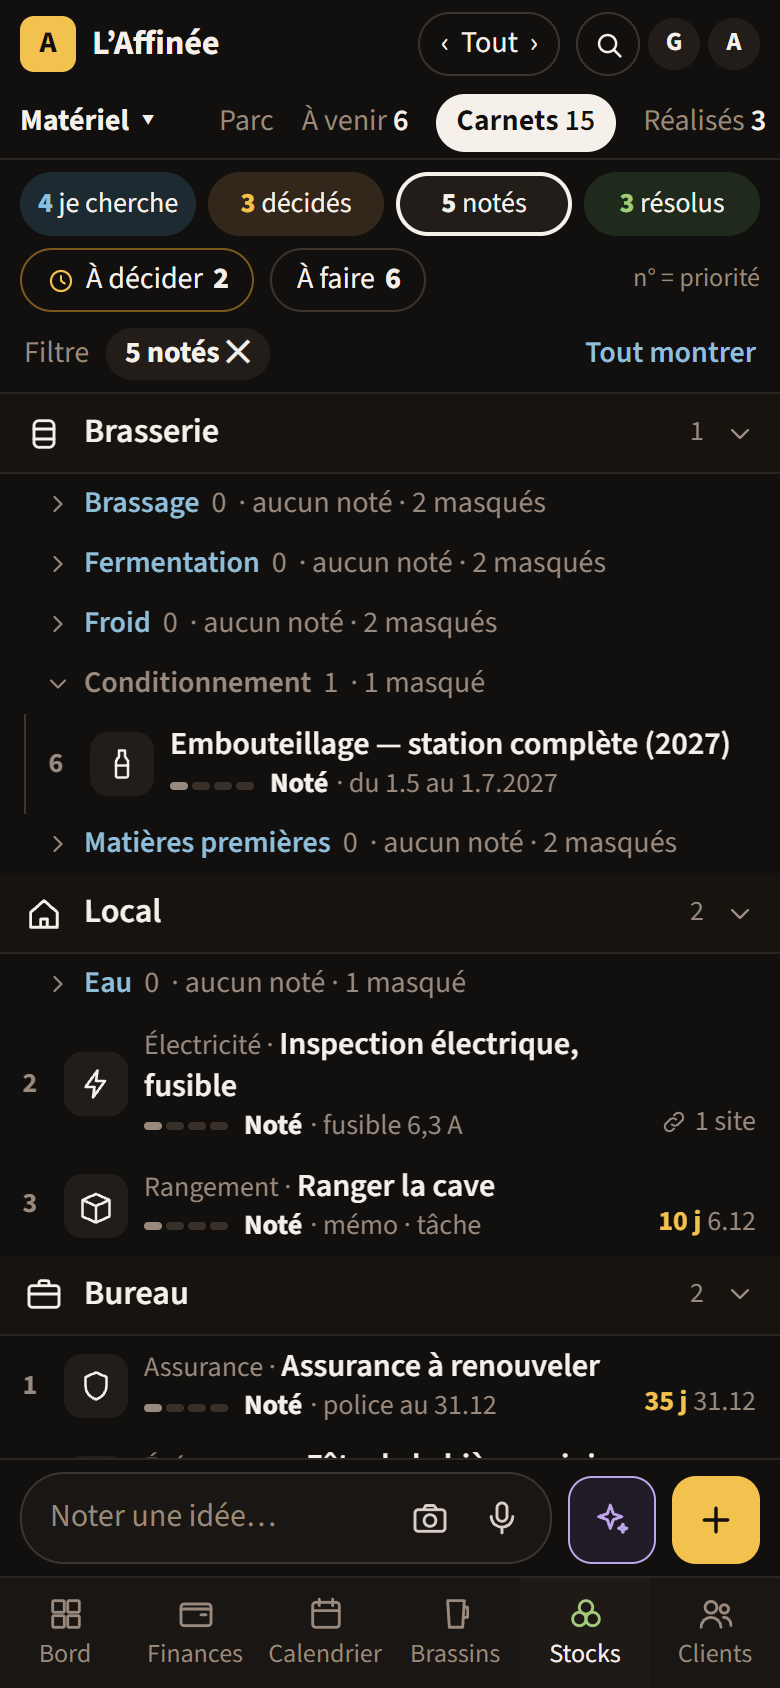 A L’Affinée ‹ Tout › G A
Matériel ▼ Parc À venir 6 Carnets 15 Réalisés 3
4 je cherche 3 décidés 5 notés 3 résolus
À décider 2 À faire 6 n° = priorité
Filtre 5 notés ✕ Tout montrer
Brasserie 1
Brassage 0 · aucun noté · 2 masqués
Fermentation 0 · aucun noté · 2 masqués
Froid 0 · aucun noté · 2 masqués
Conditionnement 1 · 1 masqué
Embouteillage — station complète (2027)
6
Noté · du 1.5 au 1.7.2027
Matières premières 0 · aucun noté · 2 masqués
Local 2
Eau 0 · aucun noté · 1 masqué
Électricité · Inspection électrique,
2 fusible
Noté · fusible 6,3 A 1 site
Rangement · Ranger la cave
3
Noté · mémo · tâche 10 j 6.12
Bureau 2
Assurance · Assurance à renouveler
1
Noté · police au 31.12 35 j 31.12
Noter une idée…
Bord Finances Calendrier Brassins Stocks Clients